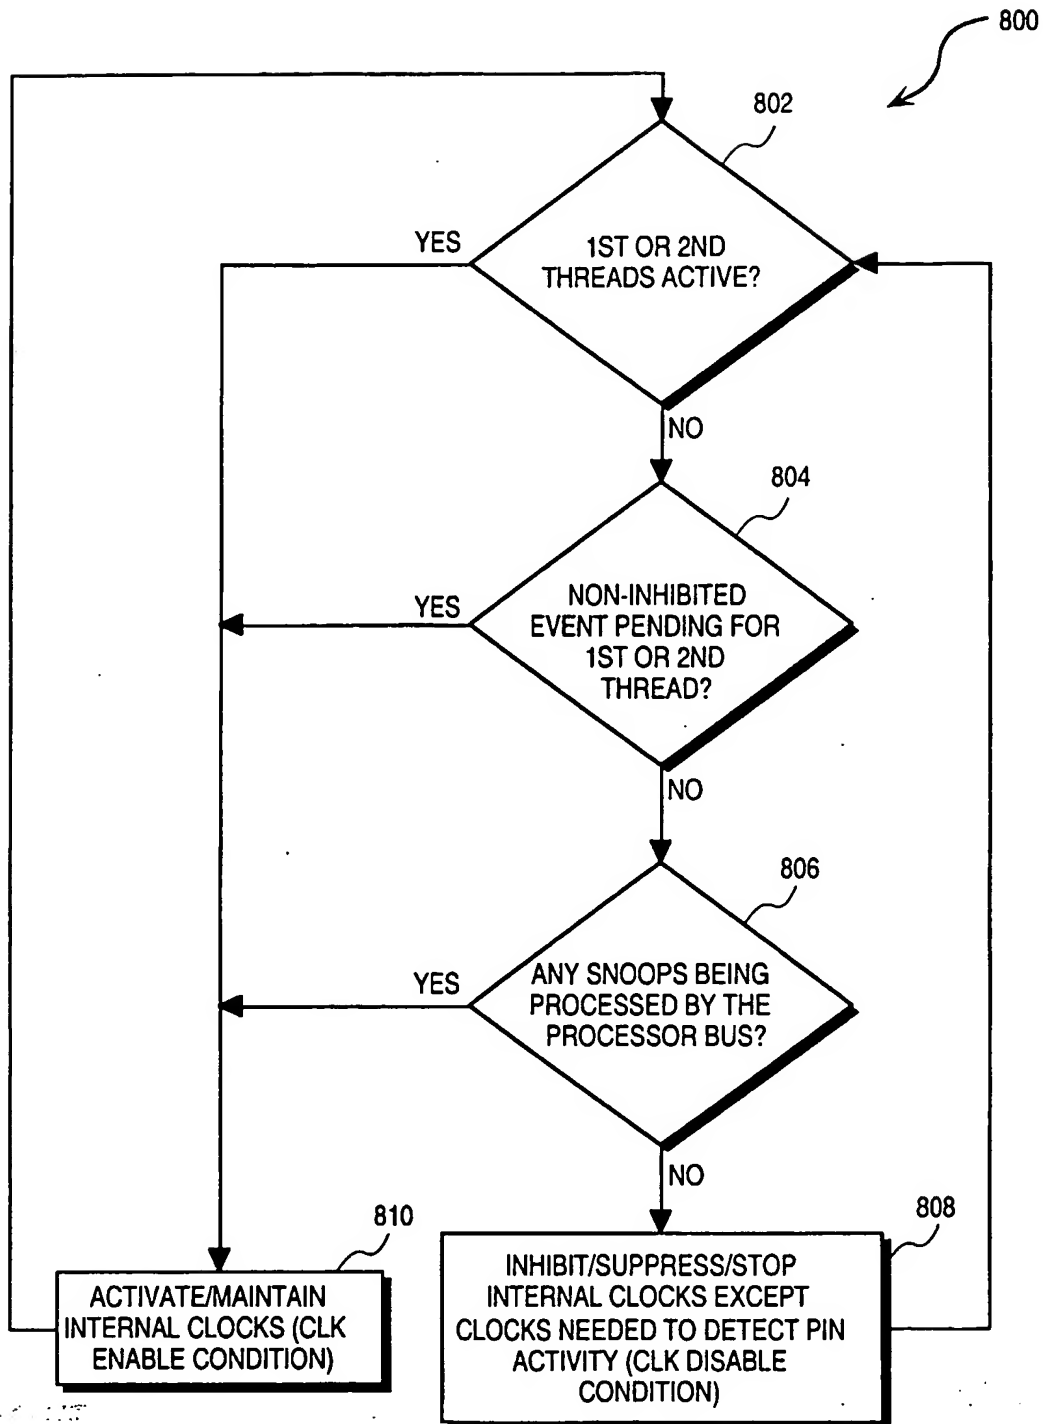 800
802
YES
1ST OR 2ND
THREADS ACTIVE?
NO
804
YES
NON-INHIBITED
EVENT PENDING FOR
1ST OR 2ND
THREAD?
NO
806
YES
ANY SNOOPS BEING
PROCESSED BY THE
PROCESSOR BUS?
NO
810
808
ACTIVATE/MAINTAIN
INTERNAL CLOCKS (CLK
ENABLE CONDITION)
INHIBIT/SUPPRESS/STOP
INTERNAL CLOCKS EXCEPT
CLOCKS NEEDED TO DETECT PIN
ACTIVITY (CLK DISABLE
CONDITION)